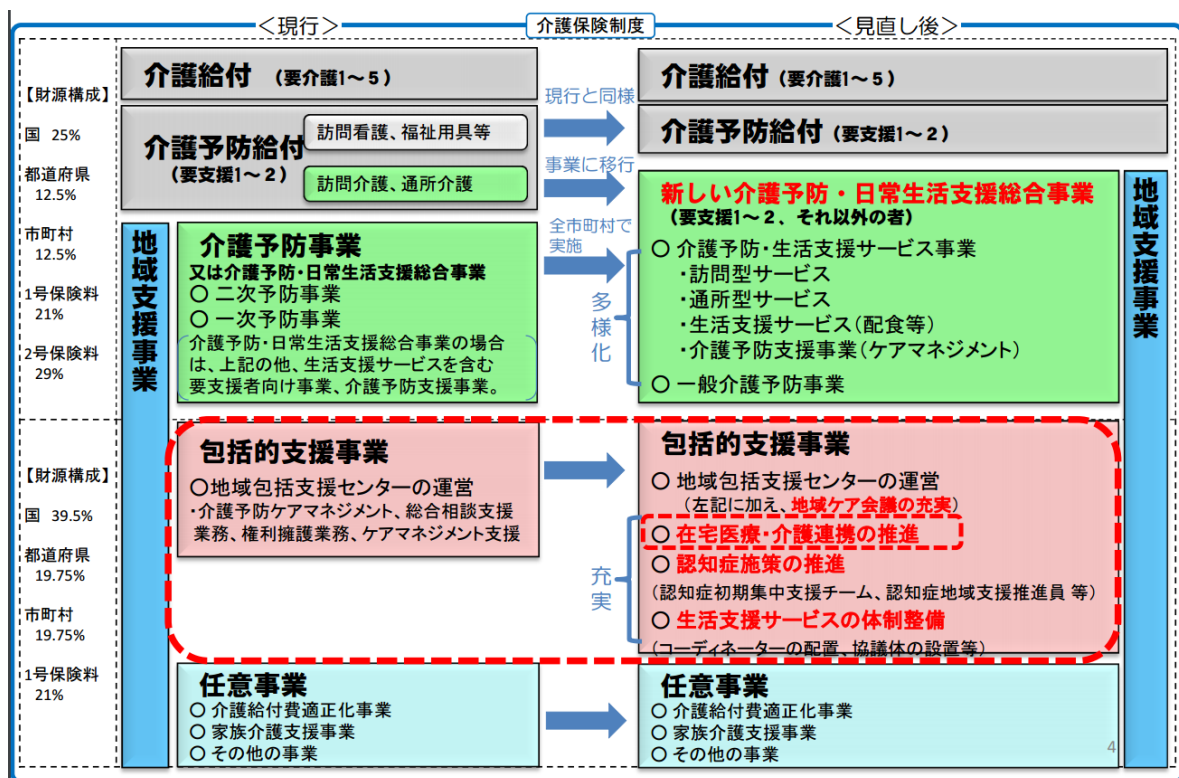 ＜現行＞
介護保険制度
＜見直し後＞
【財源構成】
国 25%
都道府県
12.5%
市町村
12.5%
1号保険料
21%
2号保険料
29%
【財源構成】
国 39.5%
都道府県
19.75%
市町村
19.75%
1号保険料
21%
介護給付 （要介護1～5）
介護予防給付
（要支援1～2）
訪問看護、福祉用具等
訪問介護、通所介護
地域支援事業
介護予防事業
又は介護予防・日常生活支援総合事業
○ 二次予防事業
○ 一次予防事業
介護予防・日常生活支援総合事業の場合
は、上記の他、生活支援サービスを含む
要支援者向け事業、介護予防支援事業。
包括的支援事業
○地域包括支援センターの運営
・介護予防ケアマネジメント、総合相談支援
業務、権利擁護業務、ケアマネジメント支援
任意事業
○ 介護給付費適正化事業
○ 家族介護支援事業
○ その他の事業
現行と同様
事業に移行
全市町村で
実施
多様化
充実
介護給付 （要介護1～5）
介護予防給付 （要支援1～2）
新しい介護予防・日常生活支援総合事業
（要支援1～2、それ以外の者）
○ 介護予防・生活支援サービス事業
・訪問型サービス
・通所型サービス
・生活支援サービス（配食等）
・介護予防支援事業（ケアマネジメント）
○ 一般介護予防事業
包括的支援事業
○ 地域包括支援センターの運営
（左記に加え、地域ケア会議の充実）
○ 在宅医療・介護連携の推進
○ 認知症施策の推進
（認知症初期集中支援チーム、認知症地域支援推進員 等）
○ 生活支援サービスの体制整備
（コーディネーターの配置、協議体の設置等）
任意事業
○ 介護給付費適正化事業
○ 家族介護支援事業
○ その他の事業
地域支援事業
4